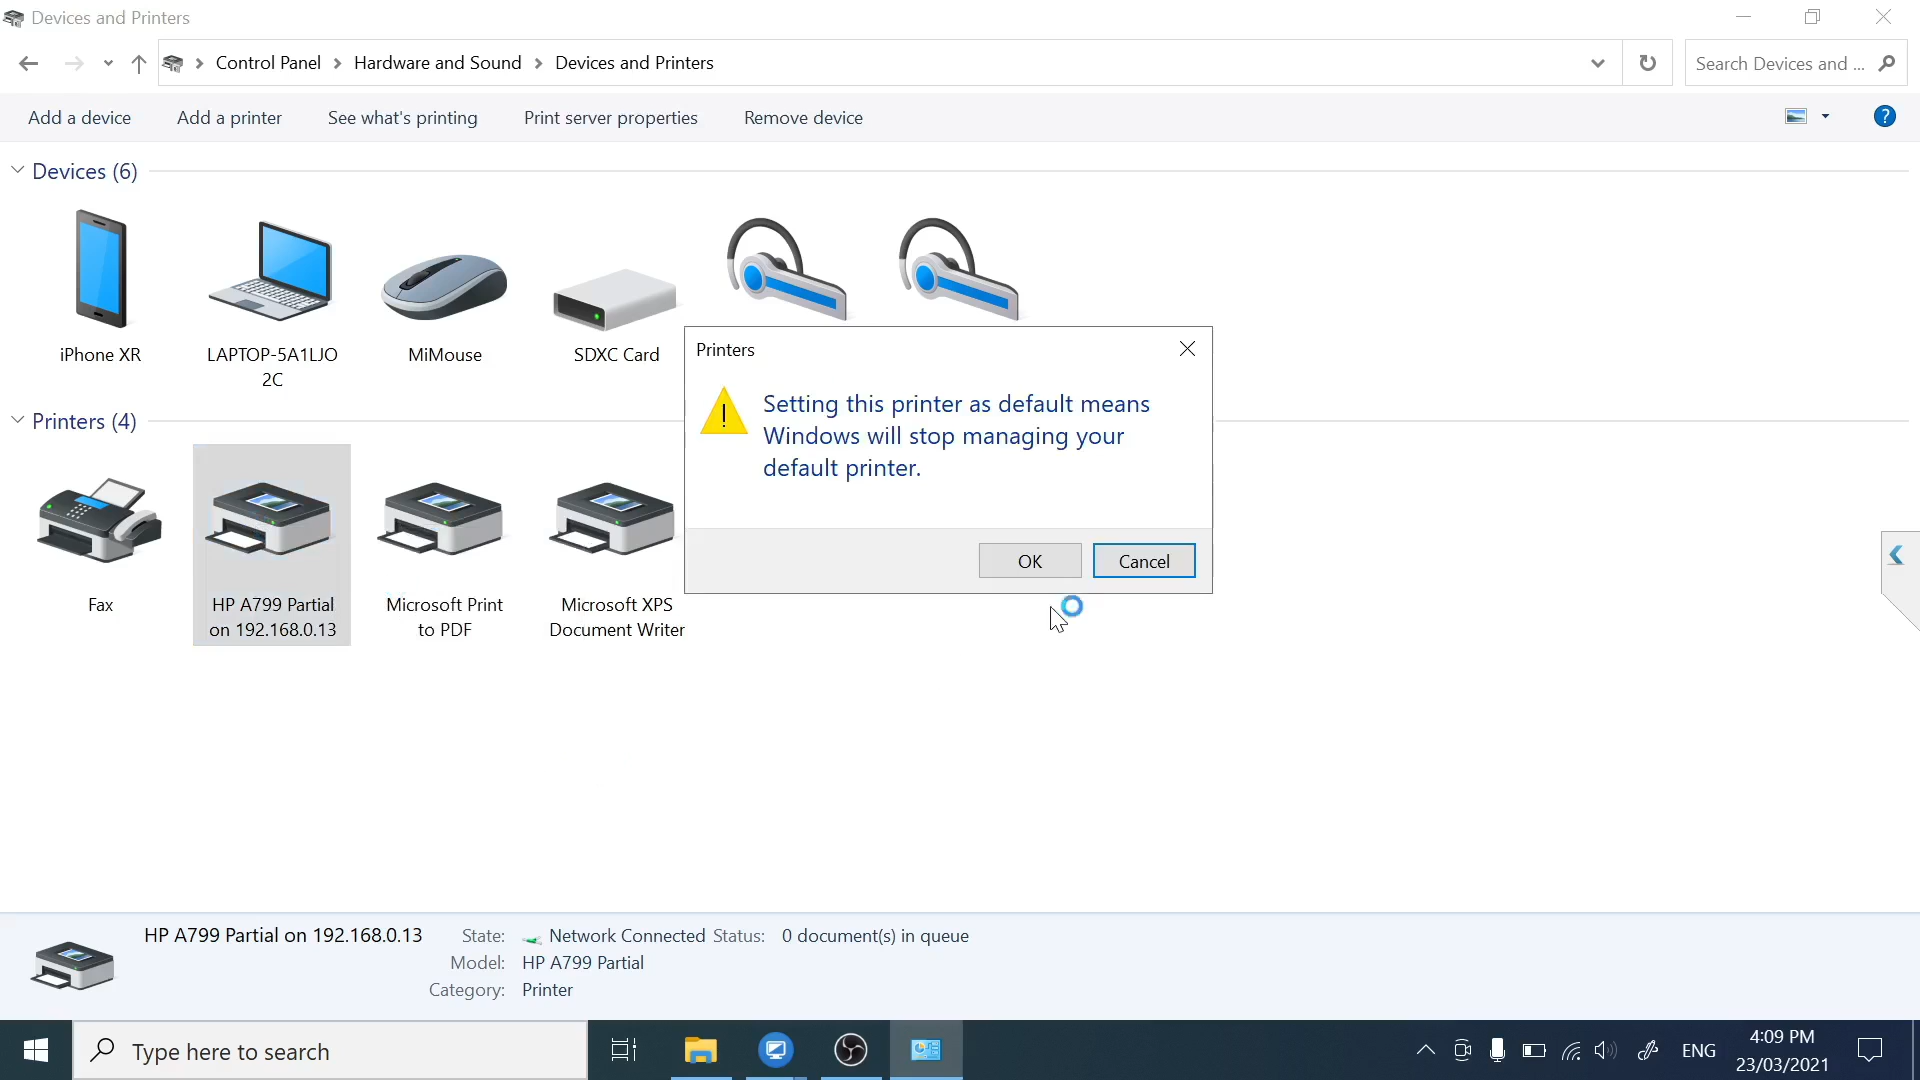 Devices and Printers
Control Panel > Hardware and Sound > Devices and Printers
Search Devices and ...
Add a device
Add a printer
See what's printing
Print server properties
Remove device
?
Devices (6)
iPhone XR
LAPTOP-5A1LJO
2C
MiMouse
SDXC Card
Printers
Setting this printer as default means
Windows will stop managing your
default printer.
OK
Cancel
Printers (4)
Fax
HP A799 Partial
on 192.168.0.13
Microsoft Print
to PDF
Microsoft XPS
Document Writer
HP A799 Partial on 192.168.0.13
State: Network Connected
Status: 0 document(s) in queue
Model: HP A799 Partial
Category: Printer
Type here to search
ENG
4:09 PM
23/03/2021